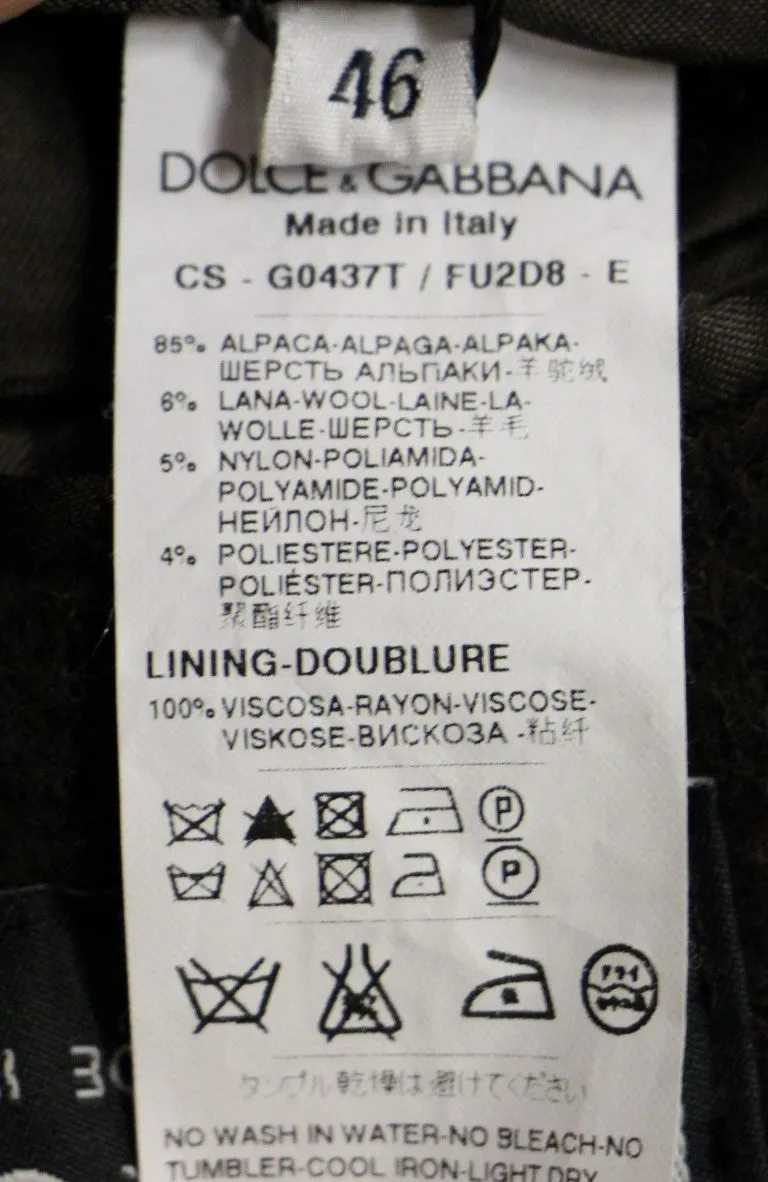 46
DOLCE & GABBANA
Made in Italy
CS - G0437T / FU2D8 - E
85% ALPACA-ALPAGA-ALPAKA-
ШЕРСТЬ АЛЬПАКИ-羊驼绒
6% LANA-WOOL-LAINE-LA-
WOLLE-ШЕРСТЬ-羊毛
5% NYLON-POLIAMIDA-
POLYAMIDE-POLYAMID-
НЕЙЛОН-尼龙
4% POLIESTERE-POLYESTER-
POLIÉSTER-ПОЛИЭСТЕР-
聚酯纤维
LINING-DOUBLURE
100% VISCOSA-RAYON-VISCOSE-
VISKOSE-ВИСКОЗА -粘纤
P
P
ドライ
タンブル乾燥は避けてください
NO WASH IN WATER-NO BLEACH-NO
TUMBLER-COOL IRON-LIGHT DRY